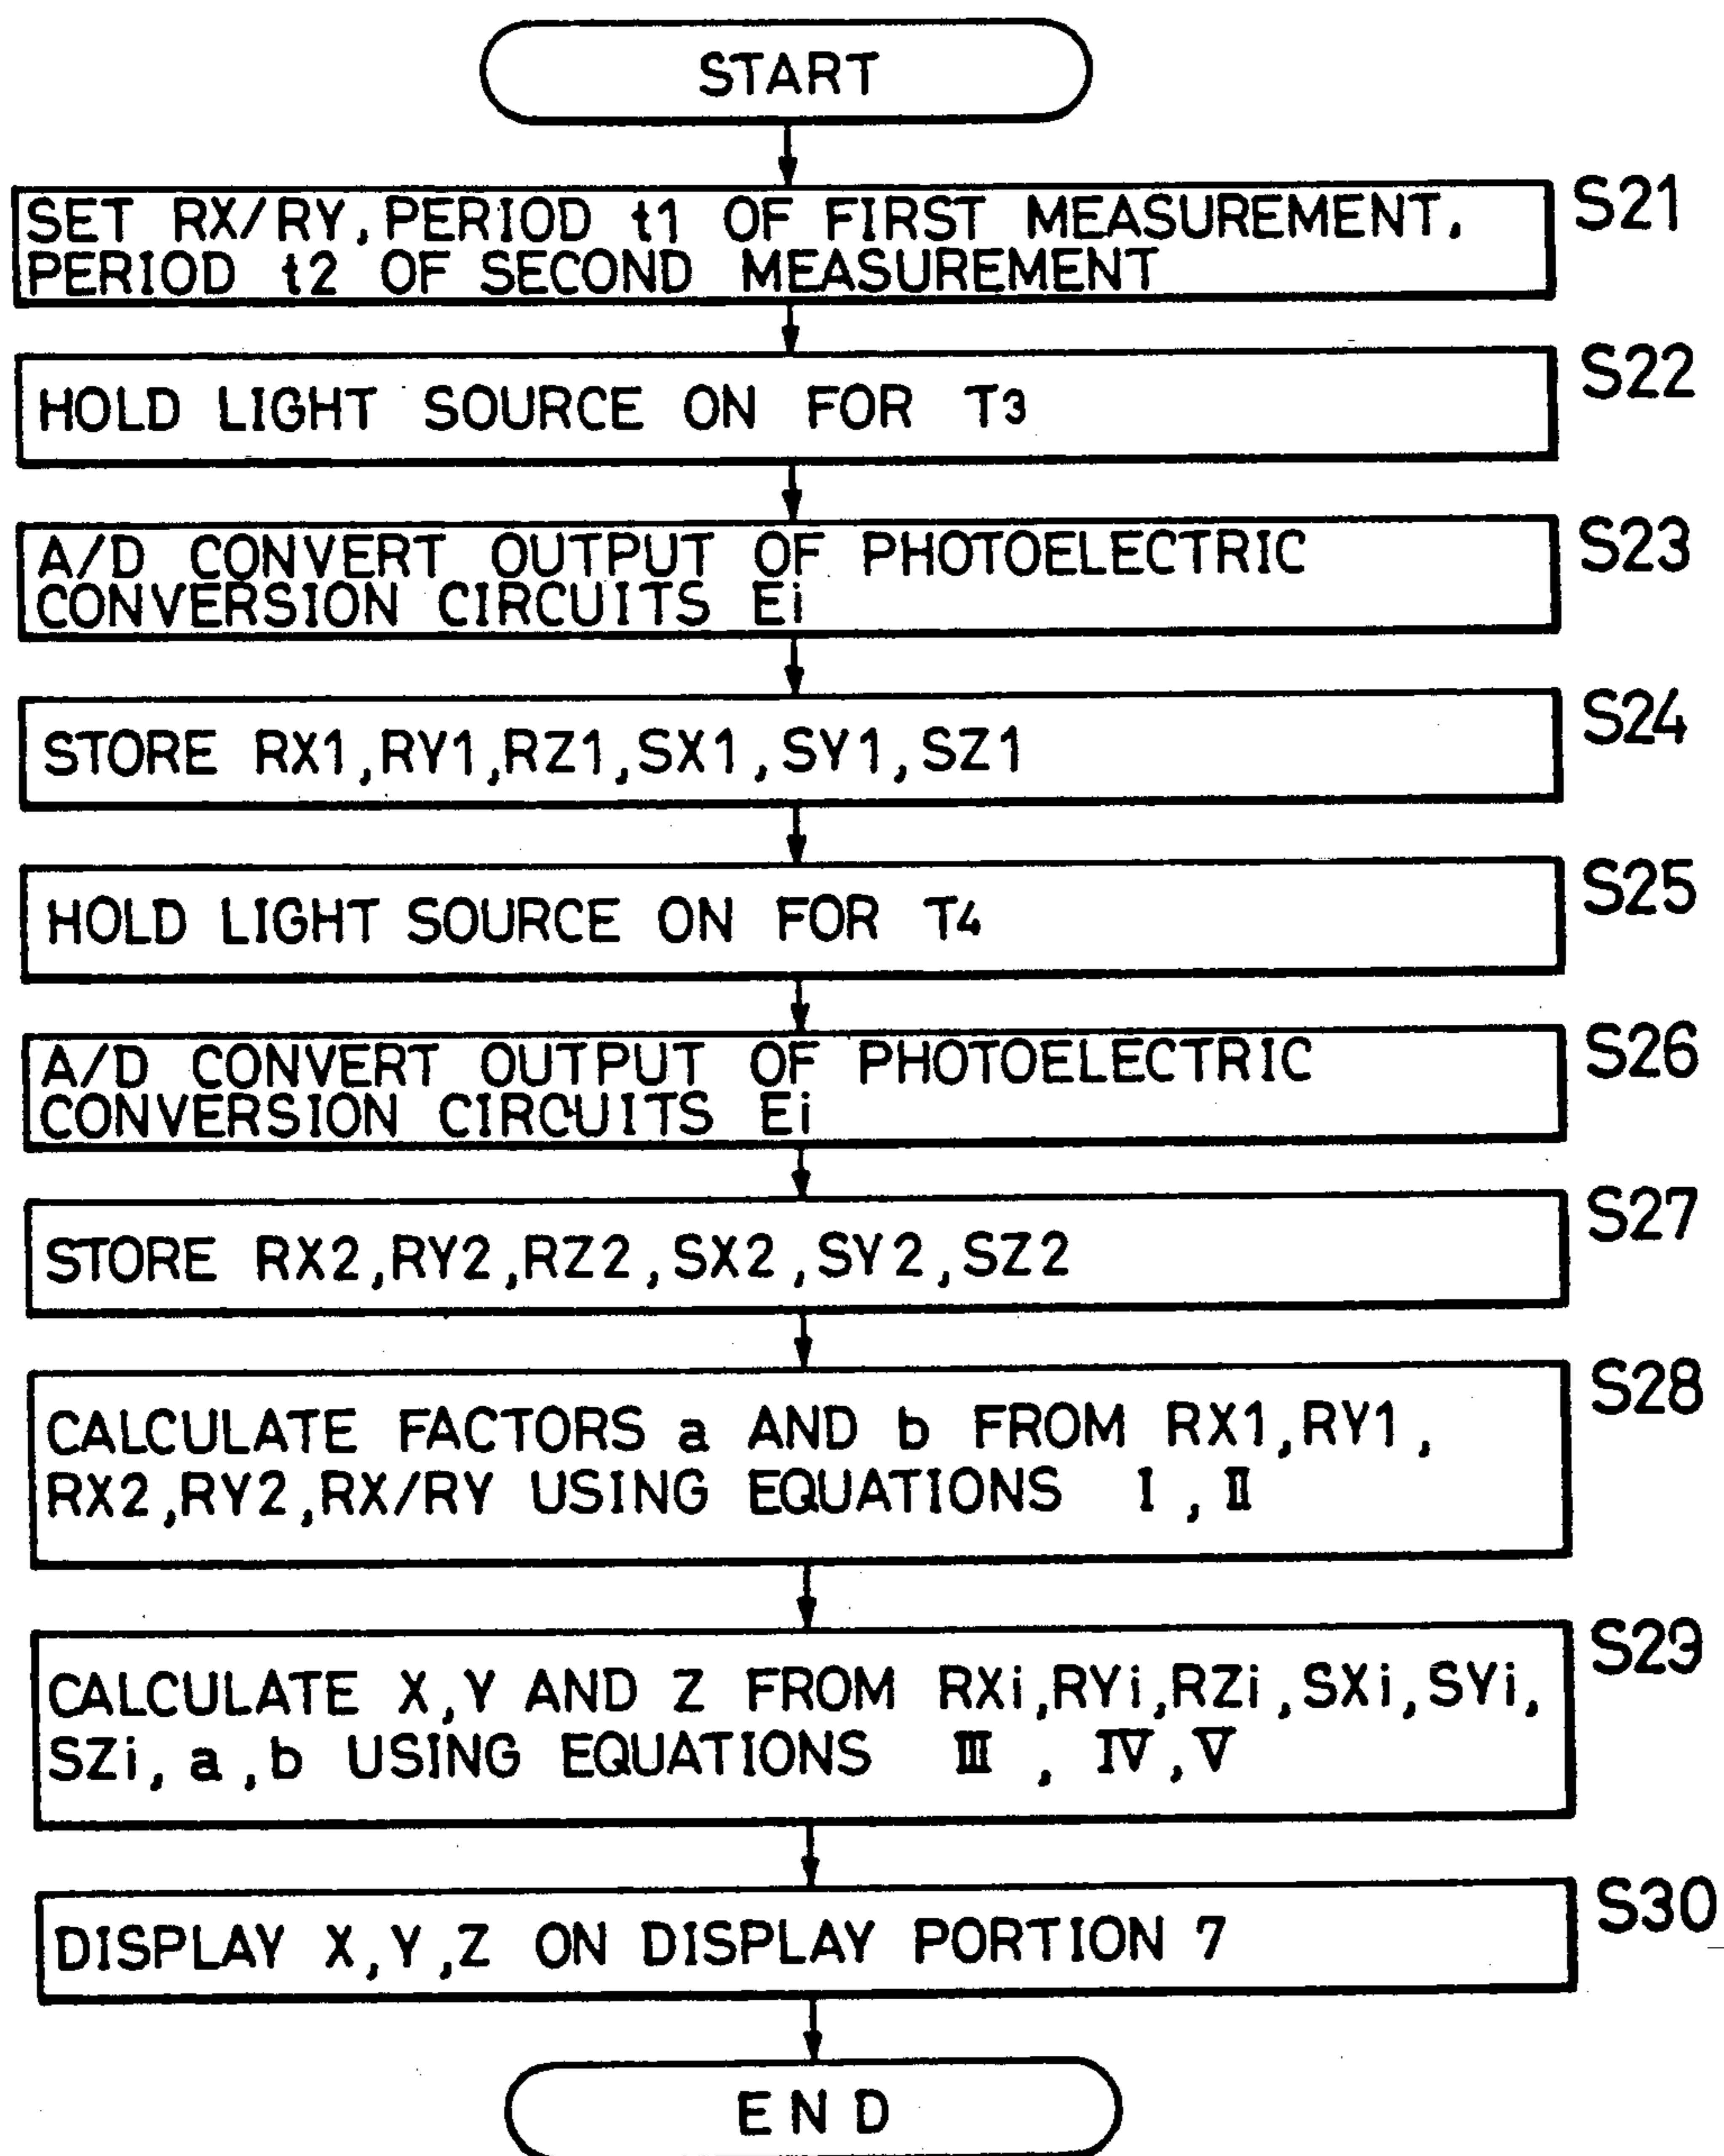 START
S21
SET RX/RY, PERIOD t1 OF FIRST MEASUREMENT,
PERIOD t2 OF SECOND MEASUREMENT
S22
HOLD LIGHT SOURCE ON FOR T3
S23
A/D CONVERT OUTPUT OF PHOTOELECTRIC
CONVERSION CIRCUITS Ei
S24
STORE RX1,RY1,RZ1,SX1,SY1,SZ1
S25
HOLD LIGHT SOURCE ON FOR T4
S26
A/D CONVERT OUTPUT OF PHOTOELECTRIC
CONVERSION CIRCUITS Ei
S27
STORE RX2,RY2,RZ2,SX2,SY2,SZ2
S28
CALCULATE FACTORS a AND b FROM RX1,RY1,
RX2,RY2,RX/RY USING EQUATIONS I , II
S29
CALCULATE X,Y AND Z FROM RXi,RYi,RZi,SXi,SYi,
SZi, a ,b USING EQUATIONS III , IV, V
S30
DISPLAY X,Y,Z ON DISPLAY PORTION 7
END